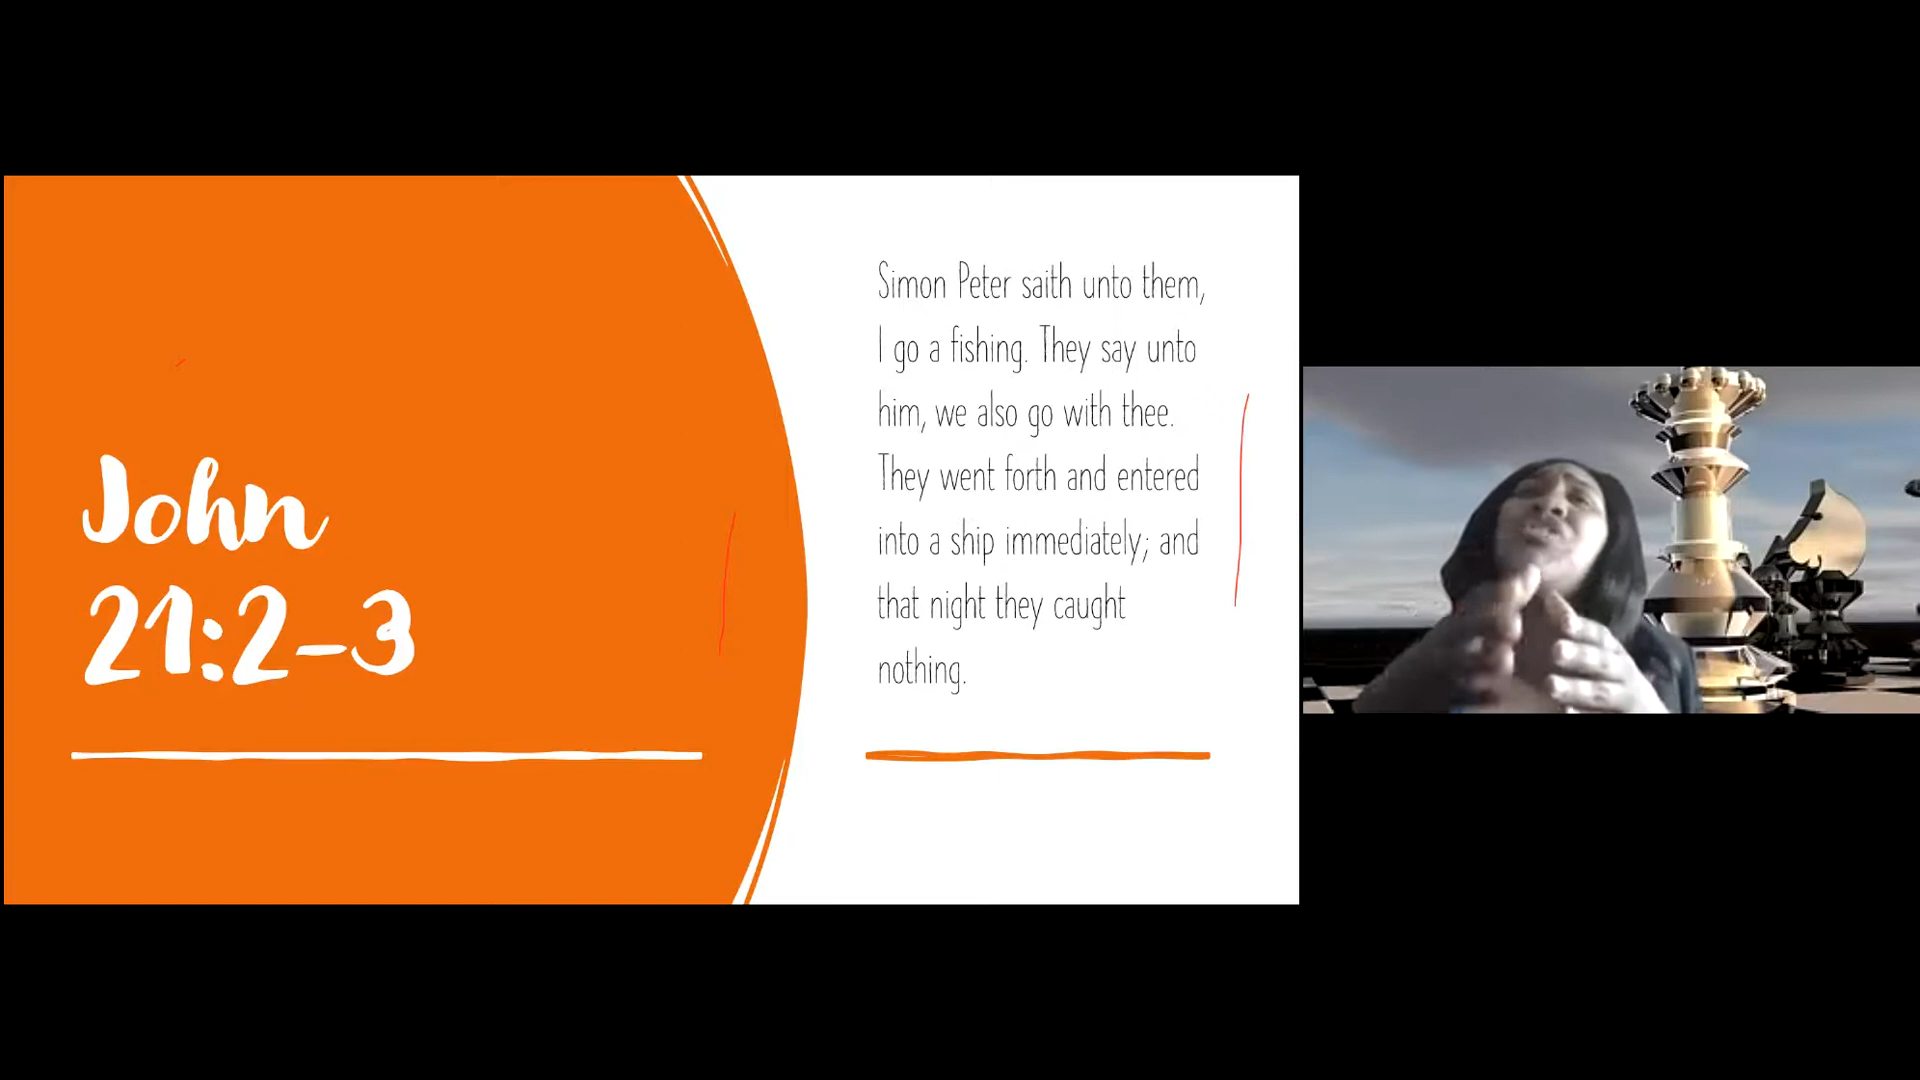 John
21:2-3
Simon Peter saith unto them,
I go a fishing. They say unto
him, we also go with thee.
They went forth and entered
into a ship immediately; and
that night they caught
nothing.